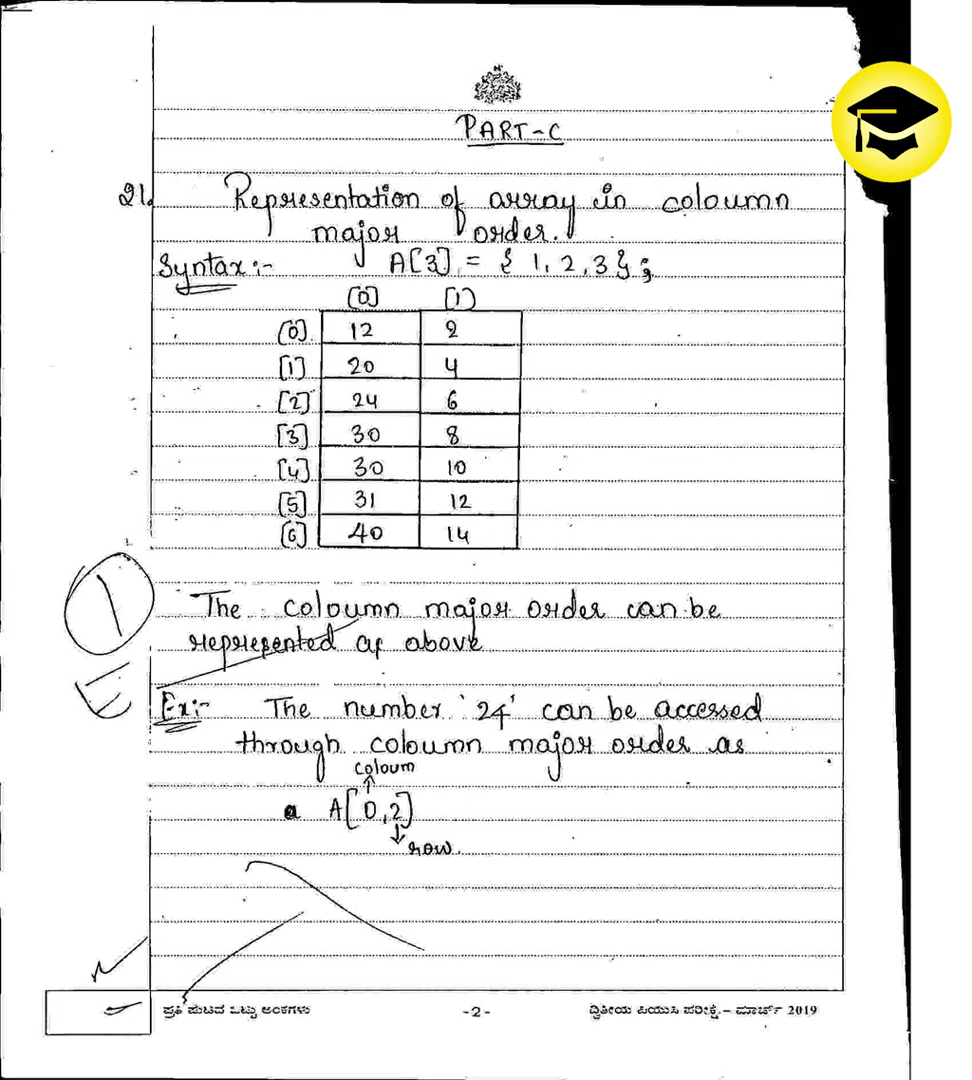 PART-C
21. Representation of array in coloumn
major order.
Syntax:- A[3] = { 1, 2, 3 };
[0] [1]
[0] 12 2
[1] 20 4
[2] 24 6
[3] 30 8
[4] 30 10
[5] 31 12
[6] 40 14
1
The coloumn major order can be
represented as above
Ex:- The number '24' can be accessed
through coloumn major order as
coloum
A[0,2]
row.
ಪ್ರತಿ ಪುಟದ ಒಟ್ಟು ಅಂಕಗಳು -2- ದ್ವಿತೀಯ ಪಿಯುಸಿ ಪರೀಕ್ಷೆ – ಮಾರ್ಚ್ 2019